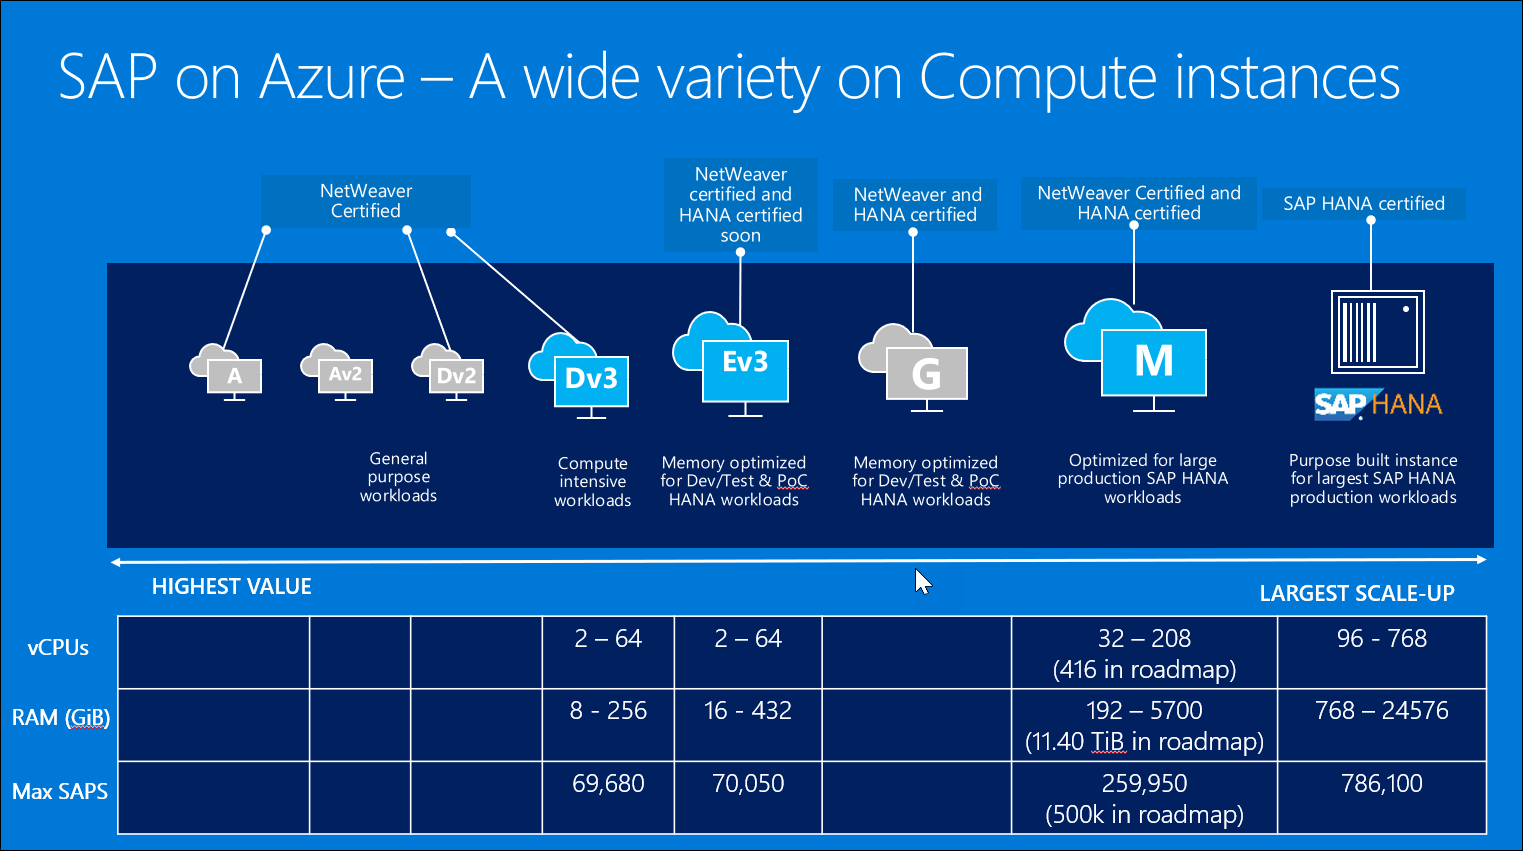 SAP on Azure – A wide variety on Compute instances
NetWeaver
Certified
NetWeaver
certified and
HANA certified
soon
NetWeaver and
HANA certified
NetWeaver Certified and
HANA certified
SAP HANA certified
A
Av2
Dv2
Dv3
Ev3
G
M
SAP HANA
General
purpose
workloads
Compute
intensive
workloads
Memory optimized
for Dev/Test & PoC
HANA workloads
Memory optimized
for Dev/Test & PoC
HANA workloads
Optimized for large
production SAP HANA
workloads
Purpose built instance
for largest SAP HANA
production workloads
HIGHEST VALUE
LARGEST SCALE-UP
vCPUs
2 – 64
2 – 64
32 – 208
(416 in roadmap)
96 - 768
RAM (GiB)
8 - 256
16 - 432
192 – 5700
(11.40 TiB in roadmap)
768 – 24576
Max SAPS
69,680
70,050
259,950
(500k in roadmap)
786,100